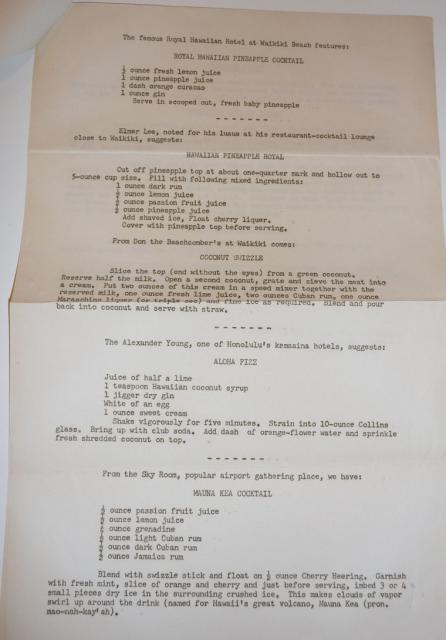 The famous Royal Hawaiian Hotel at Waikiki Beach features:
ROYAL HAWAIIAN PINEAPPLE COCKTAIL
½ ounce fresh lemon juice
1 ounce pineapple juice
1 dash orange curacao
1 ounce gin
Serve in scooped out, fresh baby pineapple
- - - - - - -
Elmer Lee, noted for his luaus at his restaurant-cocktail lounge
close to Waikiki, suggests:
HAWAIIAN PINEAPPLE ROYAL
Cut off pineapple top at about one-quarter mark and hollow out to
5-ounce cup size. Fill with following mixed ingredients:
1 ounce dark rum
½ ounce lemon juice
½ ounce passion fruit juice
½ ounce pineapple juice
Add shaved ice, Float cherry liquer.
Cover with pineapple top before serving.
From Don the Beachcomber's at Waikiki comes:
COCONUT SWIZZLE
Slice the top (end without the eyes) from a green coconut.
Reserve half the milk. Open a second coconut, grate and sieve the meat into
a cream. Put two ounces of this cream in a speed mixer together with the
reserved milk, one ounce fresh lime juice, two ounces Cuban rum, one ounce
Maraschino liquer (or triple sec) and fine ice as required. Blend and pour
back into coconut and serve with straw.
- - - - - - -
The Alexander Young, one of Honolulu's kamaina hotels, suggests:
ALOHA FIZZ
Juice of half a lime
1 teaspoon Hawaiian coconut syrup
1 jigger dry gin
White of an egg
1 ounce sweet cream
Shake vigorously for five minutes. Strain into 10-ounce Collins
glass. Bring up with club soda. Add dash of orange-flower water and sprinkle
fresh shredded coconut on top.
- - - - - - -
From the Sky Room, popular airport gathering place, we have:
MAUNA KEA COCKTAIL
ounce passion fruit juice
ounce lemon juice
ounce grenadine
ounce light Cuban rum
ounce dark Cuban rum
ounce Jamaica rum
Blend with swizzle stick and float on ½ ounce Cherry Heering. Garnish
with fresh mint, slice of orange and cherry and just before serving, imbed 3 or 4
small pieces dry ice in the surrounding crushed ice. This makes clouds of vapor
swirl up around the drink (named for Hawaii's great volcano, Mauna Kea (pron.
mao-nah-kay'ah).